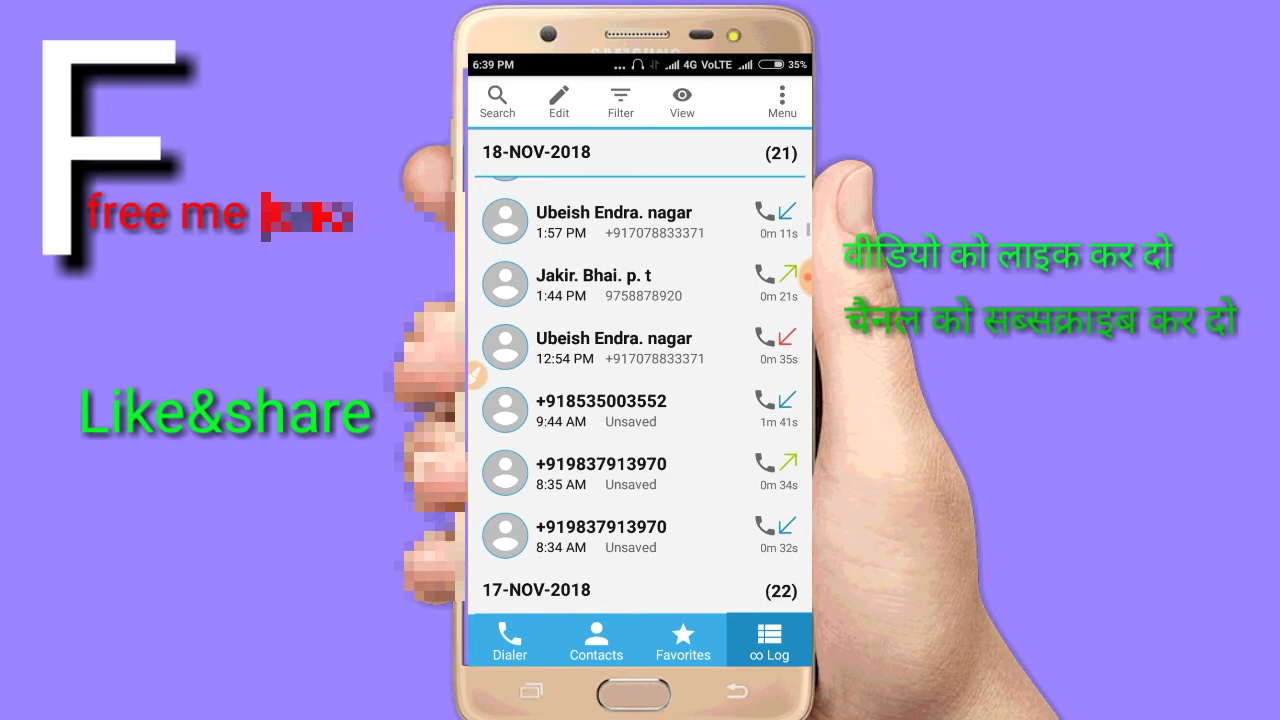 F
free me
Like&share
SAMSUNG
6:39 PM ... 4G VoLTE 35%
Search Edit Filter View Menu
18-NOV-2018 (21)
Ubeish Endra. nagar
1:57 PM +917078833371 0m 11s
Jakir. Bhai. p. t
1:44 PM 9758878920 0m 21s
Ubeish Endra. nagar
12:54 PM +917078833371 0m 35s
+918535003552
9:44 AM Unsaved 1m 41s
+919837913970
8:35 AM Unsaved 0m 34s
+919837913970
8:34 AM Unsaved 0m 32s
17-NOV-2018 (22)
Dialer Contacts Favorites ∞ Log
वीडियो को लाइक कर दो
चैनल को सब्सक्राइब कर दो